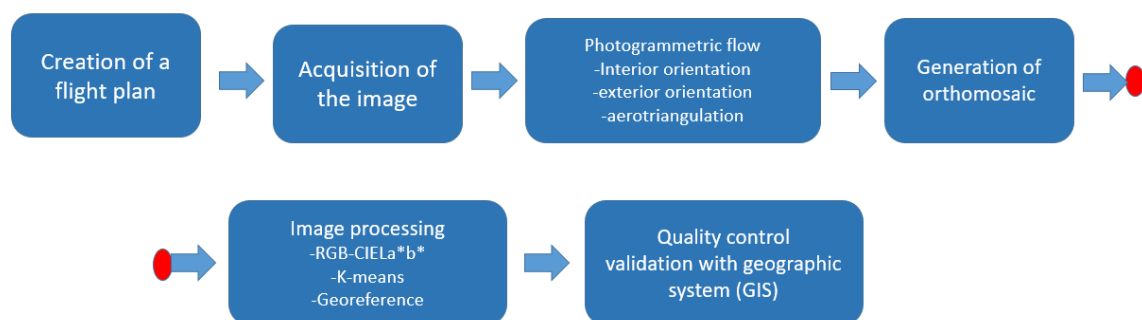 Creation of a
flight plan
Acquisition of
the image
Photogrammetric flow
-Interior orientation
-exterior orientation
-aerotriangulation
Generation of
orthomosaic
Image processing
-RGB-CIELa*b*
-K-means
-Georeference
Quality control
validation with geographic
system (GIS)